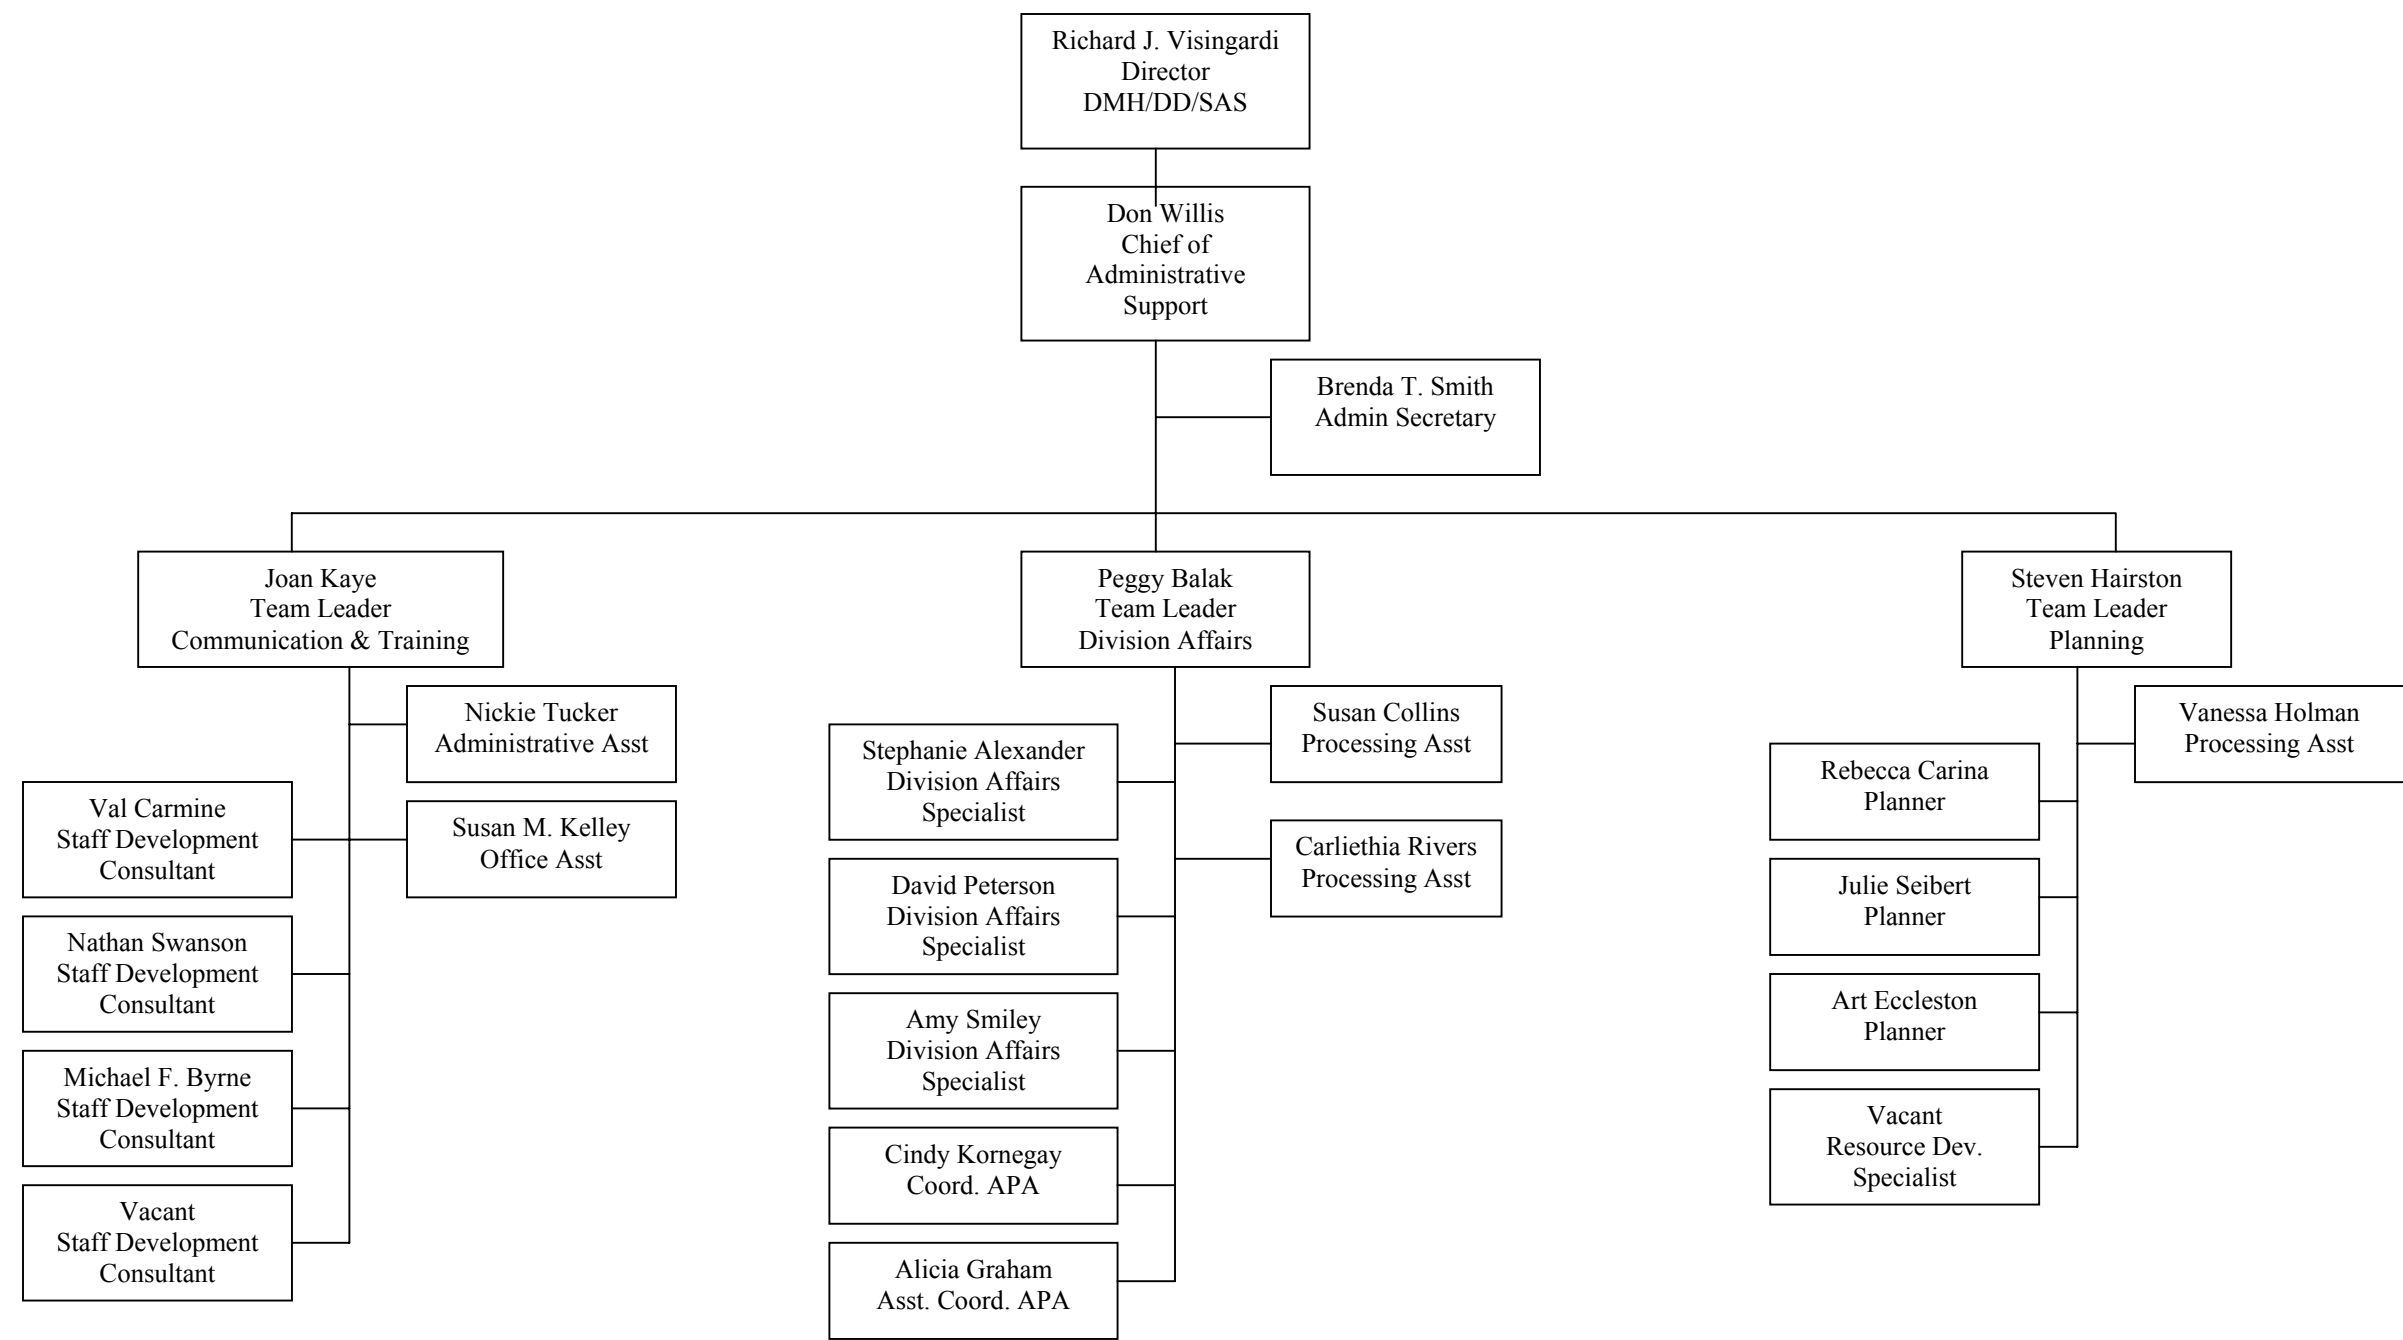 Richard J. Visingardi
Director
DMH/DD/SAS
Don Willis
Chief of
Administrative
Support
Brenda T. Smith
Admin Secretary
Joan Kaye
Team Leader
Communication & Training
Nickie Tucker
Administrative Asst
Susan M. Kelley
Office Asst
Val Carmine
Staff Development
Consultant
Nathan Swanson
Staff Development
Consultant
Michael F. Byrne
Staff Development
Consultant
Vacant
Staff Development
Consultant
Peggy Balak
Team Leader
Division Affairs
Susan Collins
Processing Asst
Carliethia Rivers
Processing Asst
Stephanie Alexander
Division Affairs
Specialist
David Peterson
Division Affairs
Specialist
Amy Smiley
Division Affairs
Specialist
Cindy Kornegay
Coord. APA
Alicia Graham
Asst. Coord. APA
Steven Hairston
Team Leader
Planning
Vanessa Holman
Processing Asst
Rebecca Carina
Planner
Julie Seibert
Planner
Art Eccleston
Planner
Vacant
Resource Dev.
Specialist